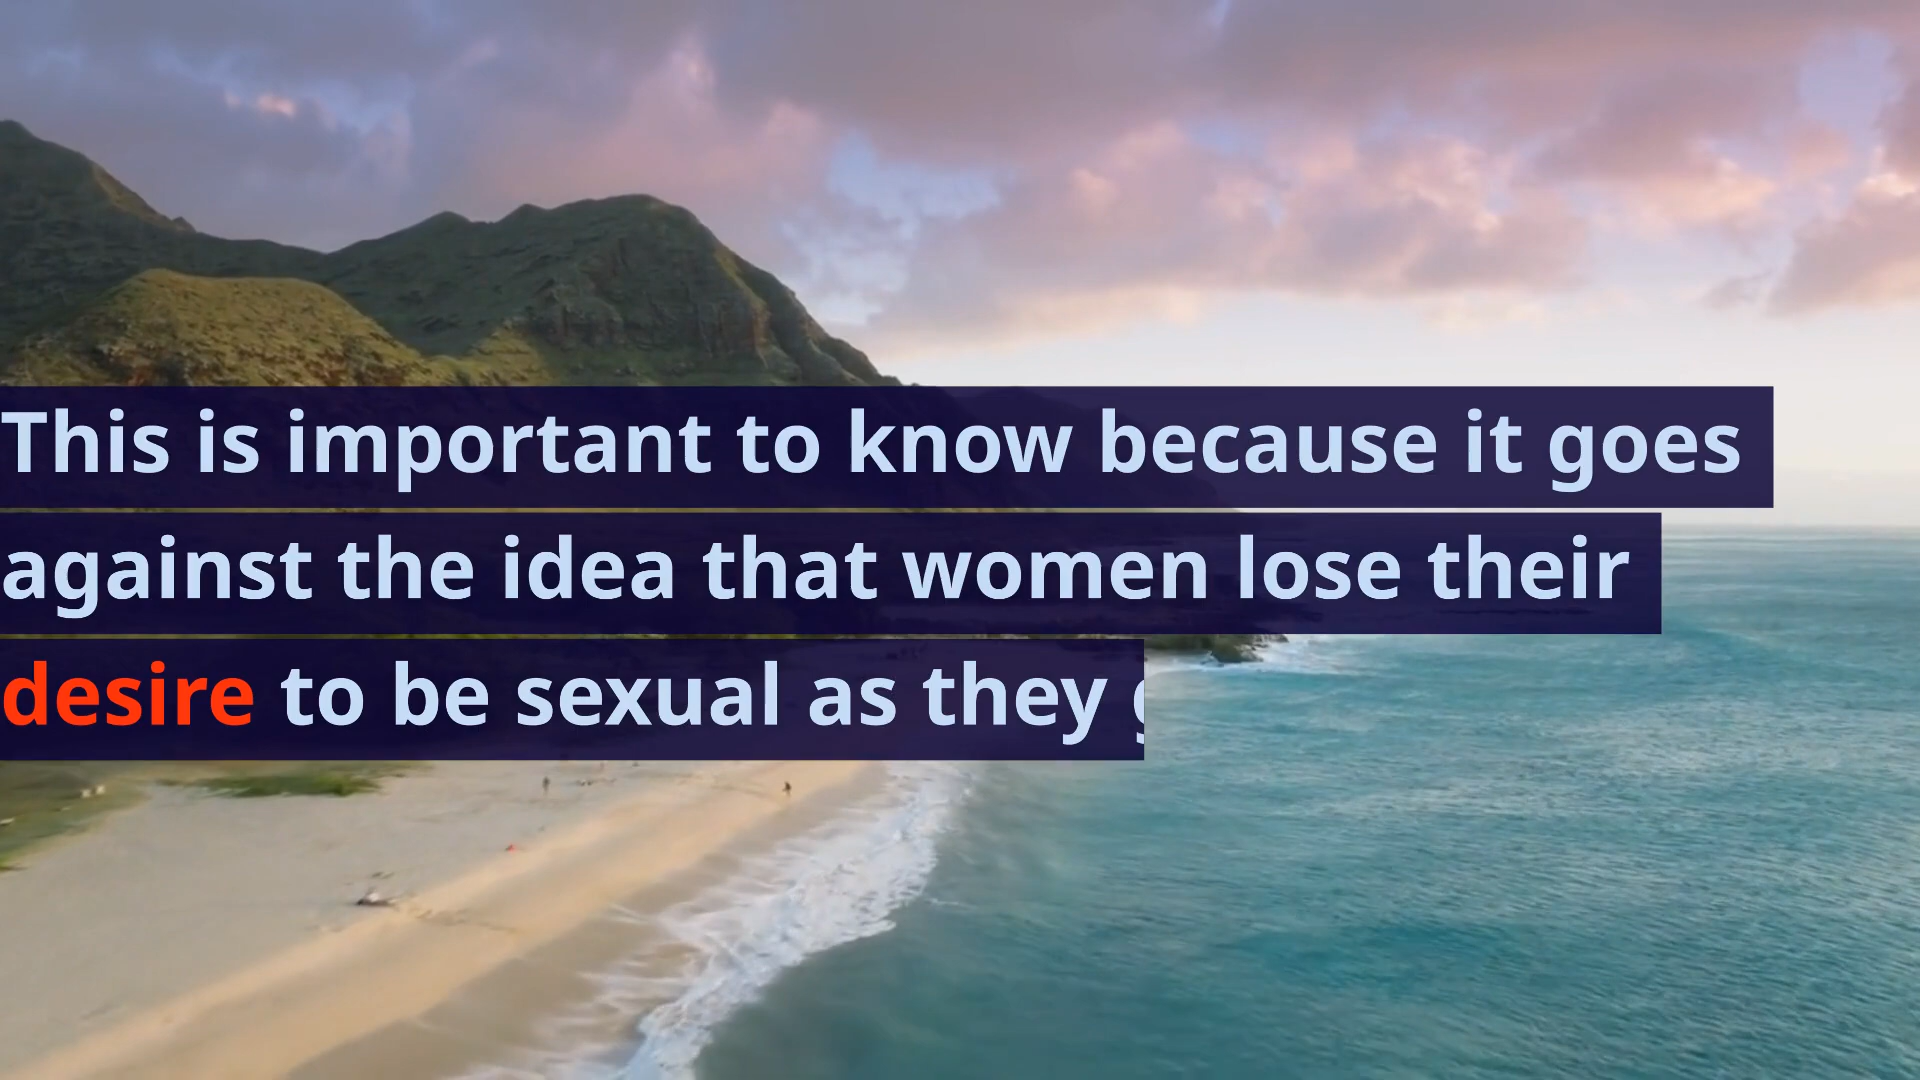 This is important to know because it goes
against the idea that women lose their
desire to be sexual as they